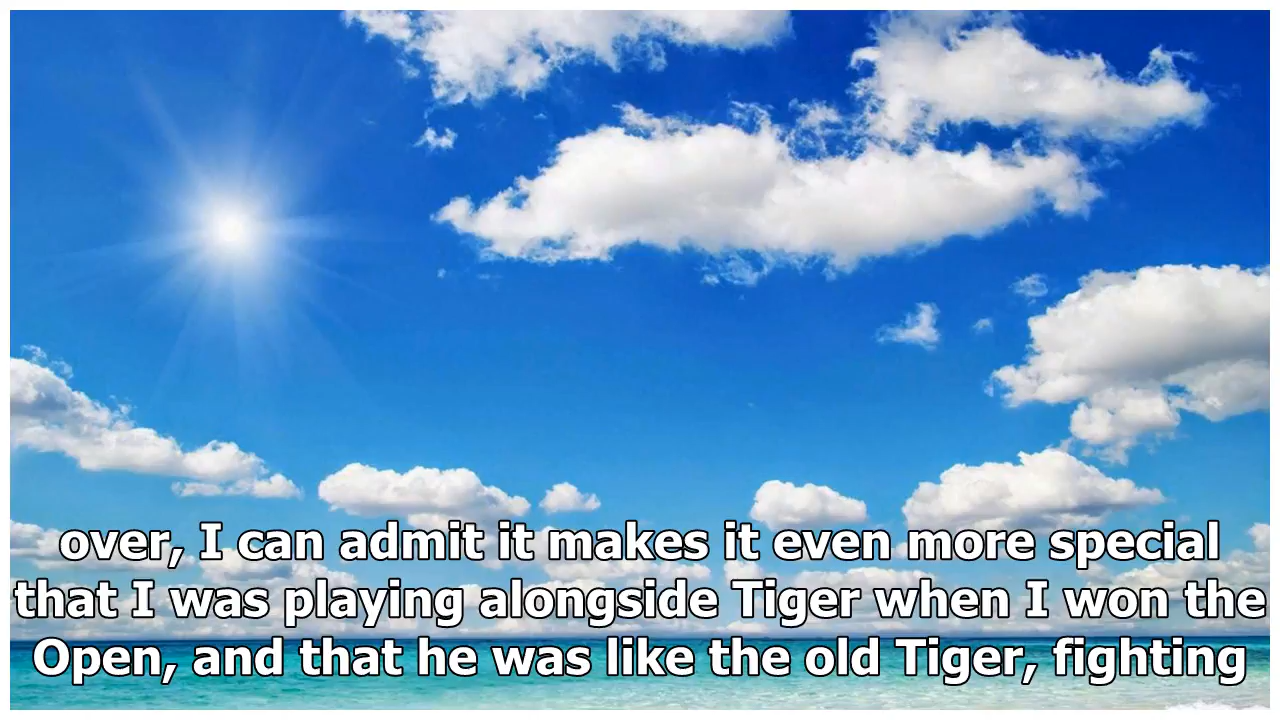 over, I can admit it makes it even more special
that I was playing alongside Tiger when I won the
Open, and that he was like the old Tiger, fighting